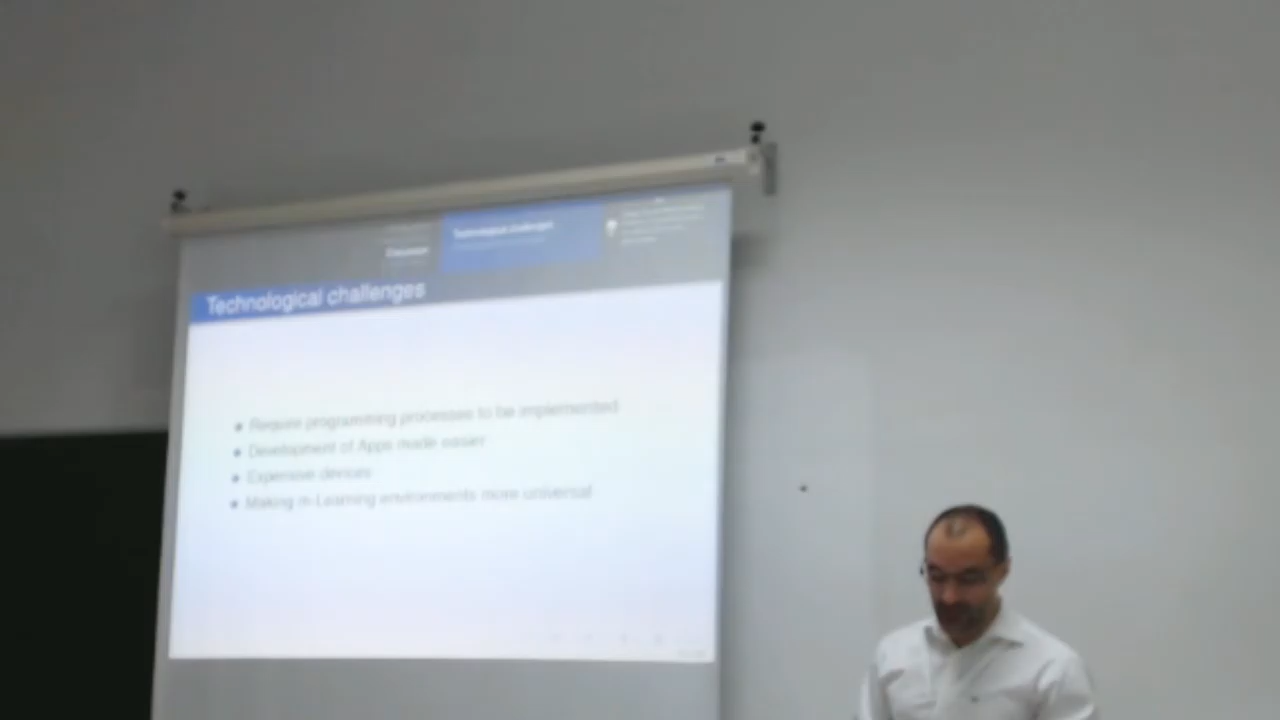 Technological challenges
Technological challenges
Require programming processes to be implemented
Development of Apps made easier
Expensive devices
Making m-Learning environments more universal